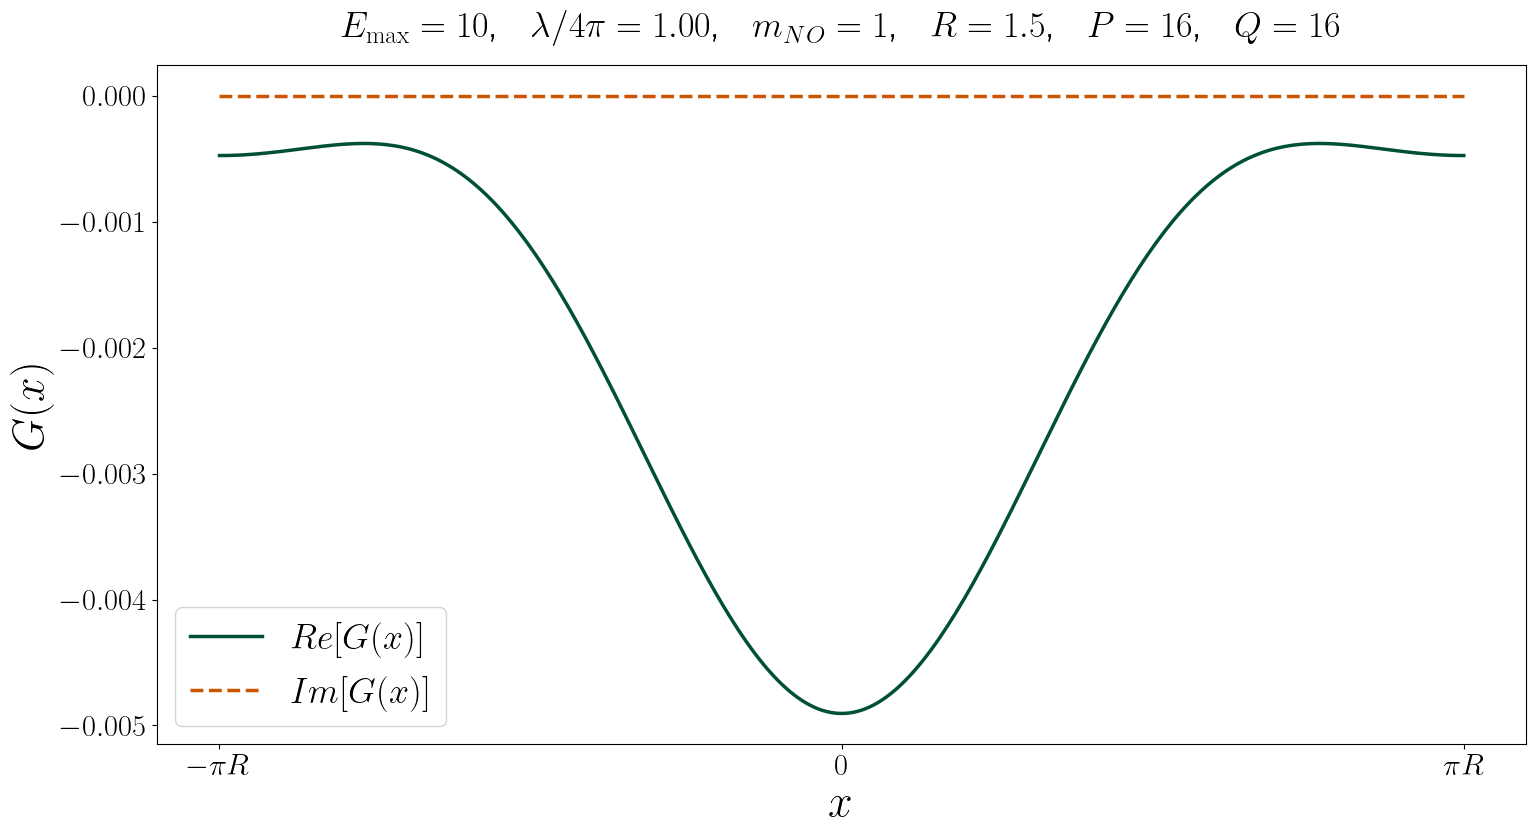 E_max = 10, λ/4π = 1.00, m_NO = 1, R = 1.5, P = 16, Q = 16
G(x)
0.000
−0.001
−0.002
−0.003
−0.004
−0.005
Re[G(x)]
Im[G(x)]
−πR 0 πR
x